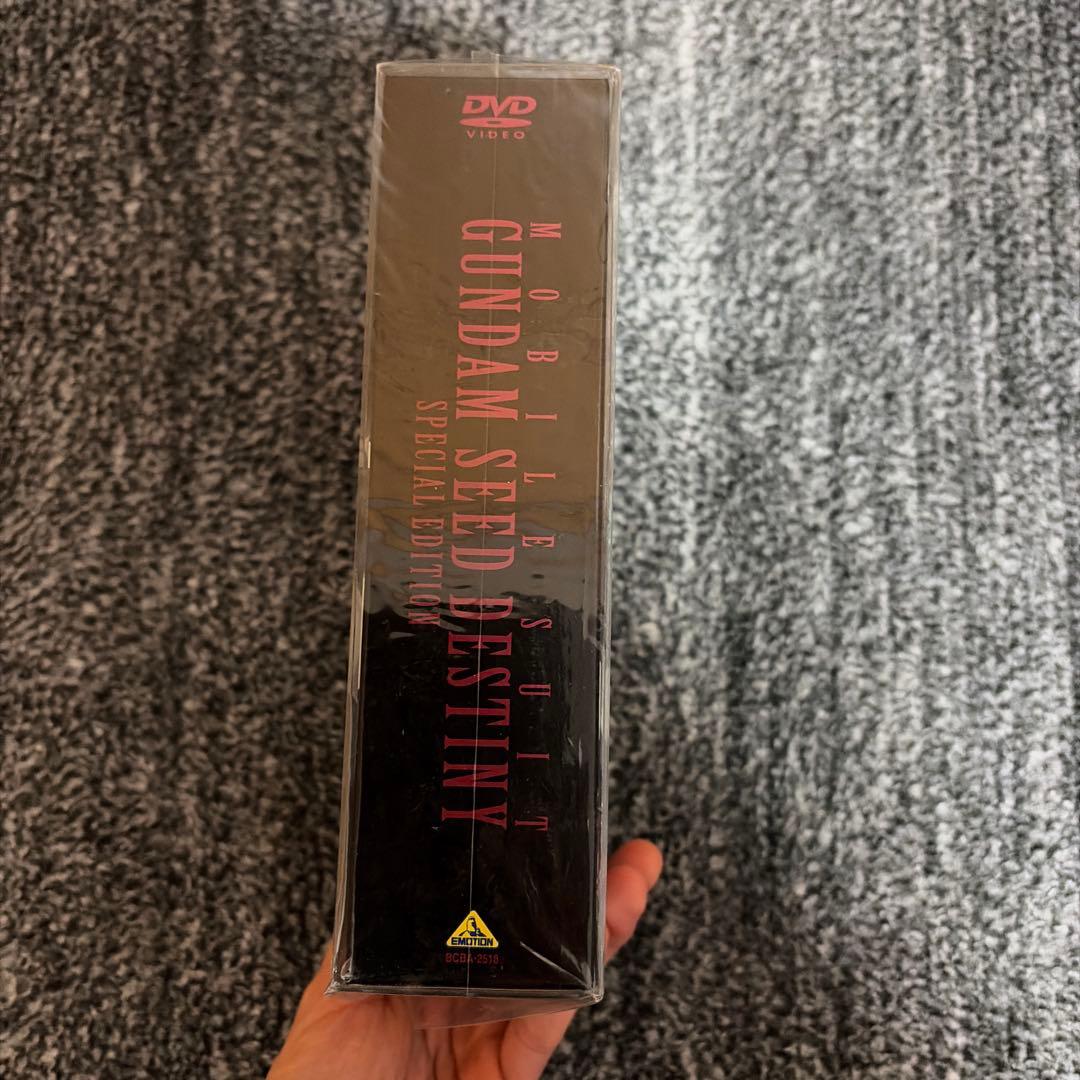 DVD
VIDEO
MOBILE SUIT
GUNDAM SEED DESTINY
SPECIAL EDITION
EMOTION
BCBA-2518